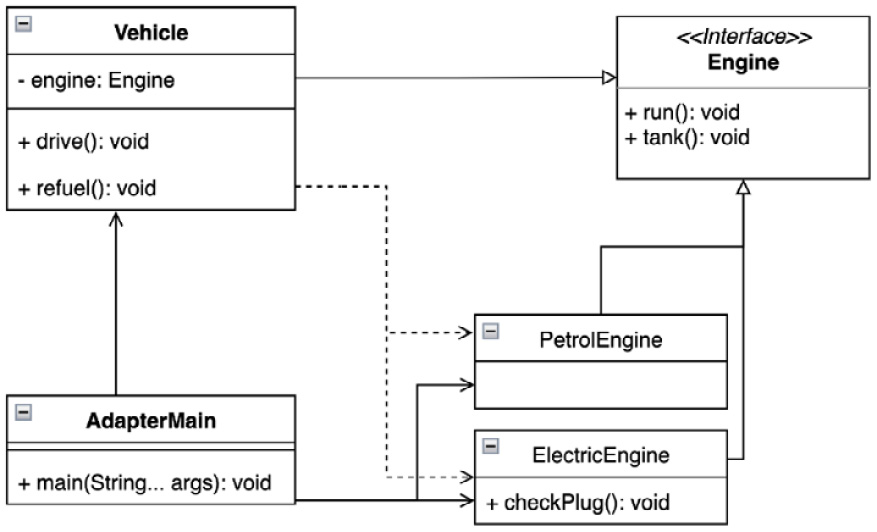 Vehicle
- engine: Engine
+ drive(): void
+ refuel(): void
<<Interface>>
Engine
+ run(): void
+ tank(): void
PetrolEngine
AdapterMain
+ main(String... args): void
ElectricEngine
+ checkPlug(): void